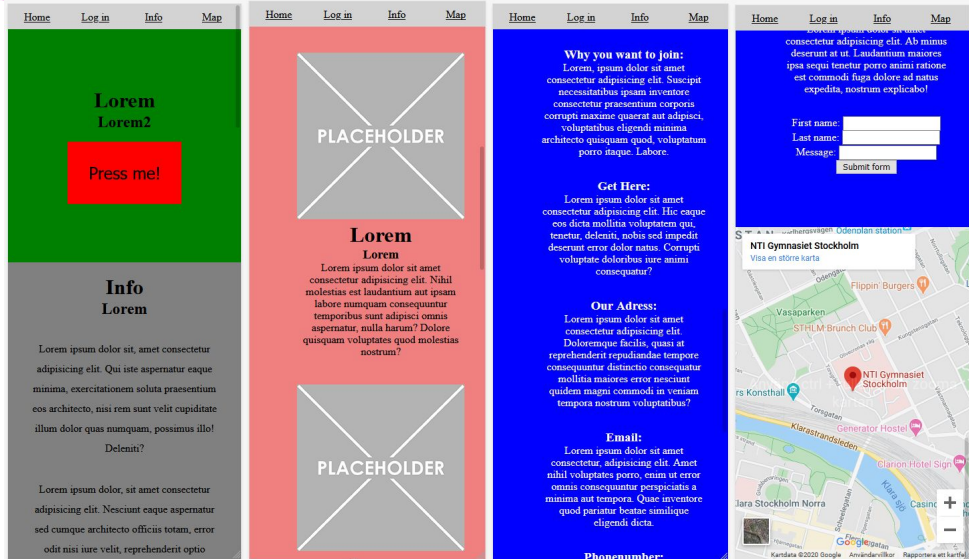 Home Log in Info Map
Lorem
Lorem2
Press me!
Info
Lorem
Lorem ipsum dolor sit, amet consectetur
adipisicing elit. Qui iste aspernatur eaque
minima, exercitationem soluta praesentium
eos architecto, nisi rem sunt velit cupiditate
illum dolor quas numquam, possimus illo!
Deleniti?
Lorem ipsum dolor, sit amet consectetur
adipisicing elit. Nesciunt eaque aspernatur
sed cumque architecto officiis totam, error
odit nisi iure velit, reprehenderit optio
Home Log in Info Map
PLACEHOLDER
Lorem
Lorem
Lorem ipsum dolor sit amet
consectetur adipisicing elit. Nihil
molestias est laudantium aut ipsam
labore numquam consequuntur
temporibus sunt adipisci omnis
aspernatur, nulla harum? Dolore
quisquam voluptates quod molestias
nostrum?
PLACEHOLDER
Home Log in Info Map
Why you want to join:
Lorem, ipsum dolor sit amet
consectetur adipisicing elit. Suscipit
necessitatibus ipsam inventore
consectetur praesentium corporis
corrupti maxime quaerat aut adipisci,
voluptatibus eligendi minima
architecto quisquam quod, voluptatum
porro itaque. Labore.
Get Here:
Lorem ipsum dolor sit amet
consectetur adipisicing elit. Hic eaque
eos dicta mollitia voluptatem qui,
tenetur, deleniti, nobis sed impedit
deserunt error dolor natus. Corrupti
voluptate doloribus iure animi
consequatur?
Our Adress:
Lorem ipsum dolor sit amet
consectetur adipisicing elit.
Doloremque facilis, quasi at
reprehenderit repudiandae tempore
consequuntur distinctio consequatur
mollitia maiores error nesciunt
quidem magni commodi in veniam
tempora nostrum voluptatibus?
Email:
Lorem ipsum dolor sit amet
consectetur, adipisicing elit. Amet
nihil voluptates porro, enim ut error
omnis consequuntur perspiciatis a
minima aut tempora. Quae inventore
quod pariatur beatae similique
eligendi dicta.
Phonenumber:
Home Log in Info Map
Lorem ipsum dolor sit amet
consectetur adipisicing elit. Ab minus
deserunt at ut. Laudantium maiores
ipsa sequi tenetur porro animi ratione
est commodi fuga dolore ad natus
expedita, nostrum explicabo!
First name:
Last name:
Message:
Submit form
Odenplan station
NTI Gymnasiet Stockholm
Visa en större karta
Odengatan
Flippin' Burgers
Vasaparken
STHLM Brunch Club
Kungstensgatan
NTI Gymnasiet
Stockholm
rs Konsthall
Torsgatan
Generator Hostel
Klarastrandsleden
Clarion Hotel Sign
Klara sjö
lara Stockholm Norra
Scheelegatan
Casino
Google
Kartdata ©2020 Google Användarvillkor Rapportera ett kartfel